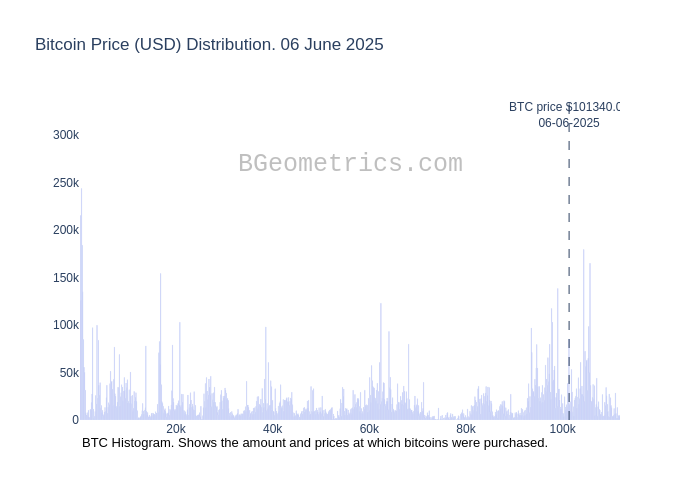 Bitcoin Price (USD) Distribution. 06 June 2025
BTC price $101340.0
06-06-2025
BGeometrics.com
300k
250k
200k
150k
100k
50k
0
20k
40k
60k
80k
100k
BTC Histogram. Shows the amount and prices at which bitcoins were purchased.